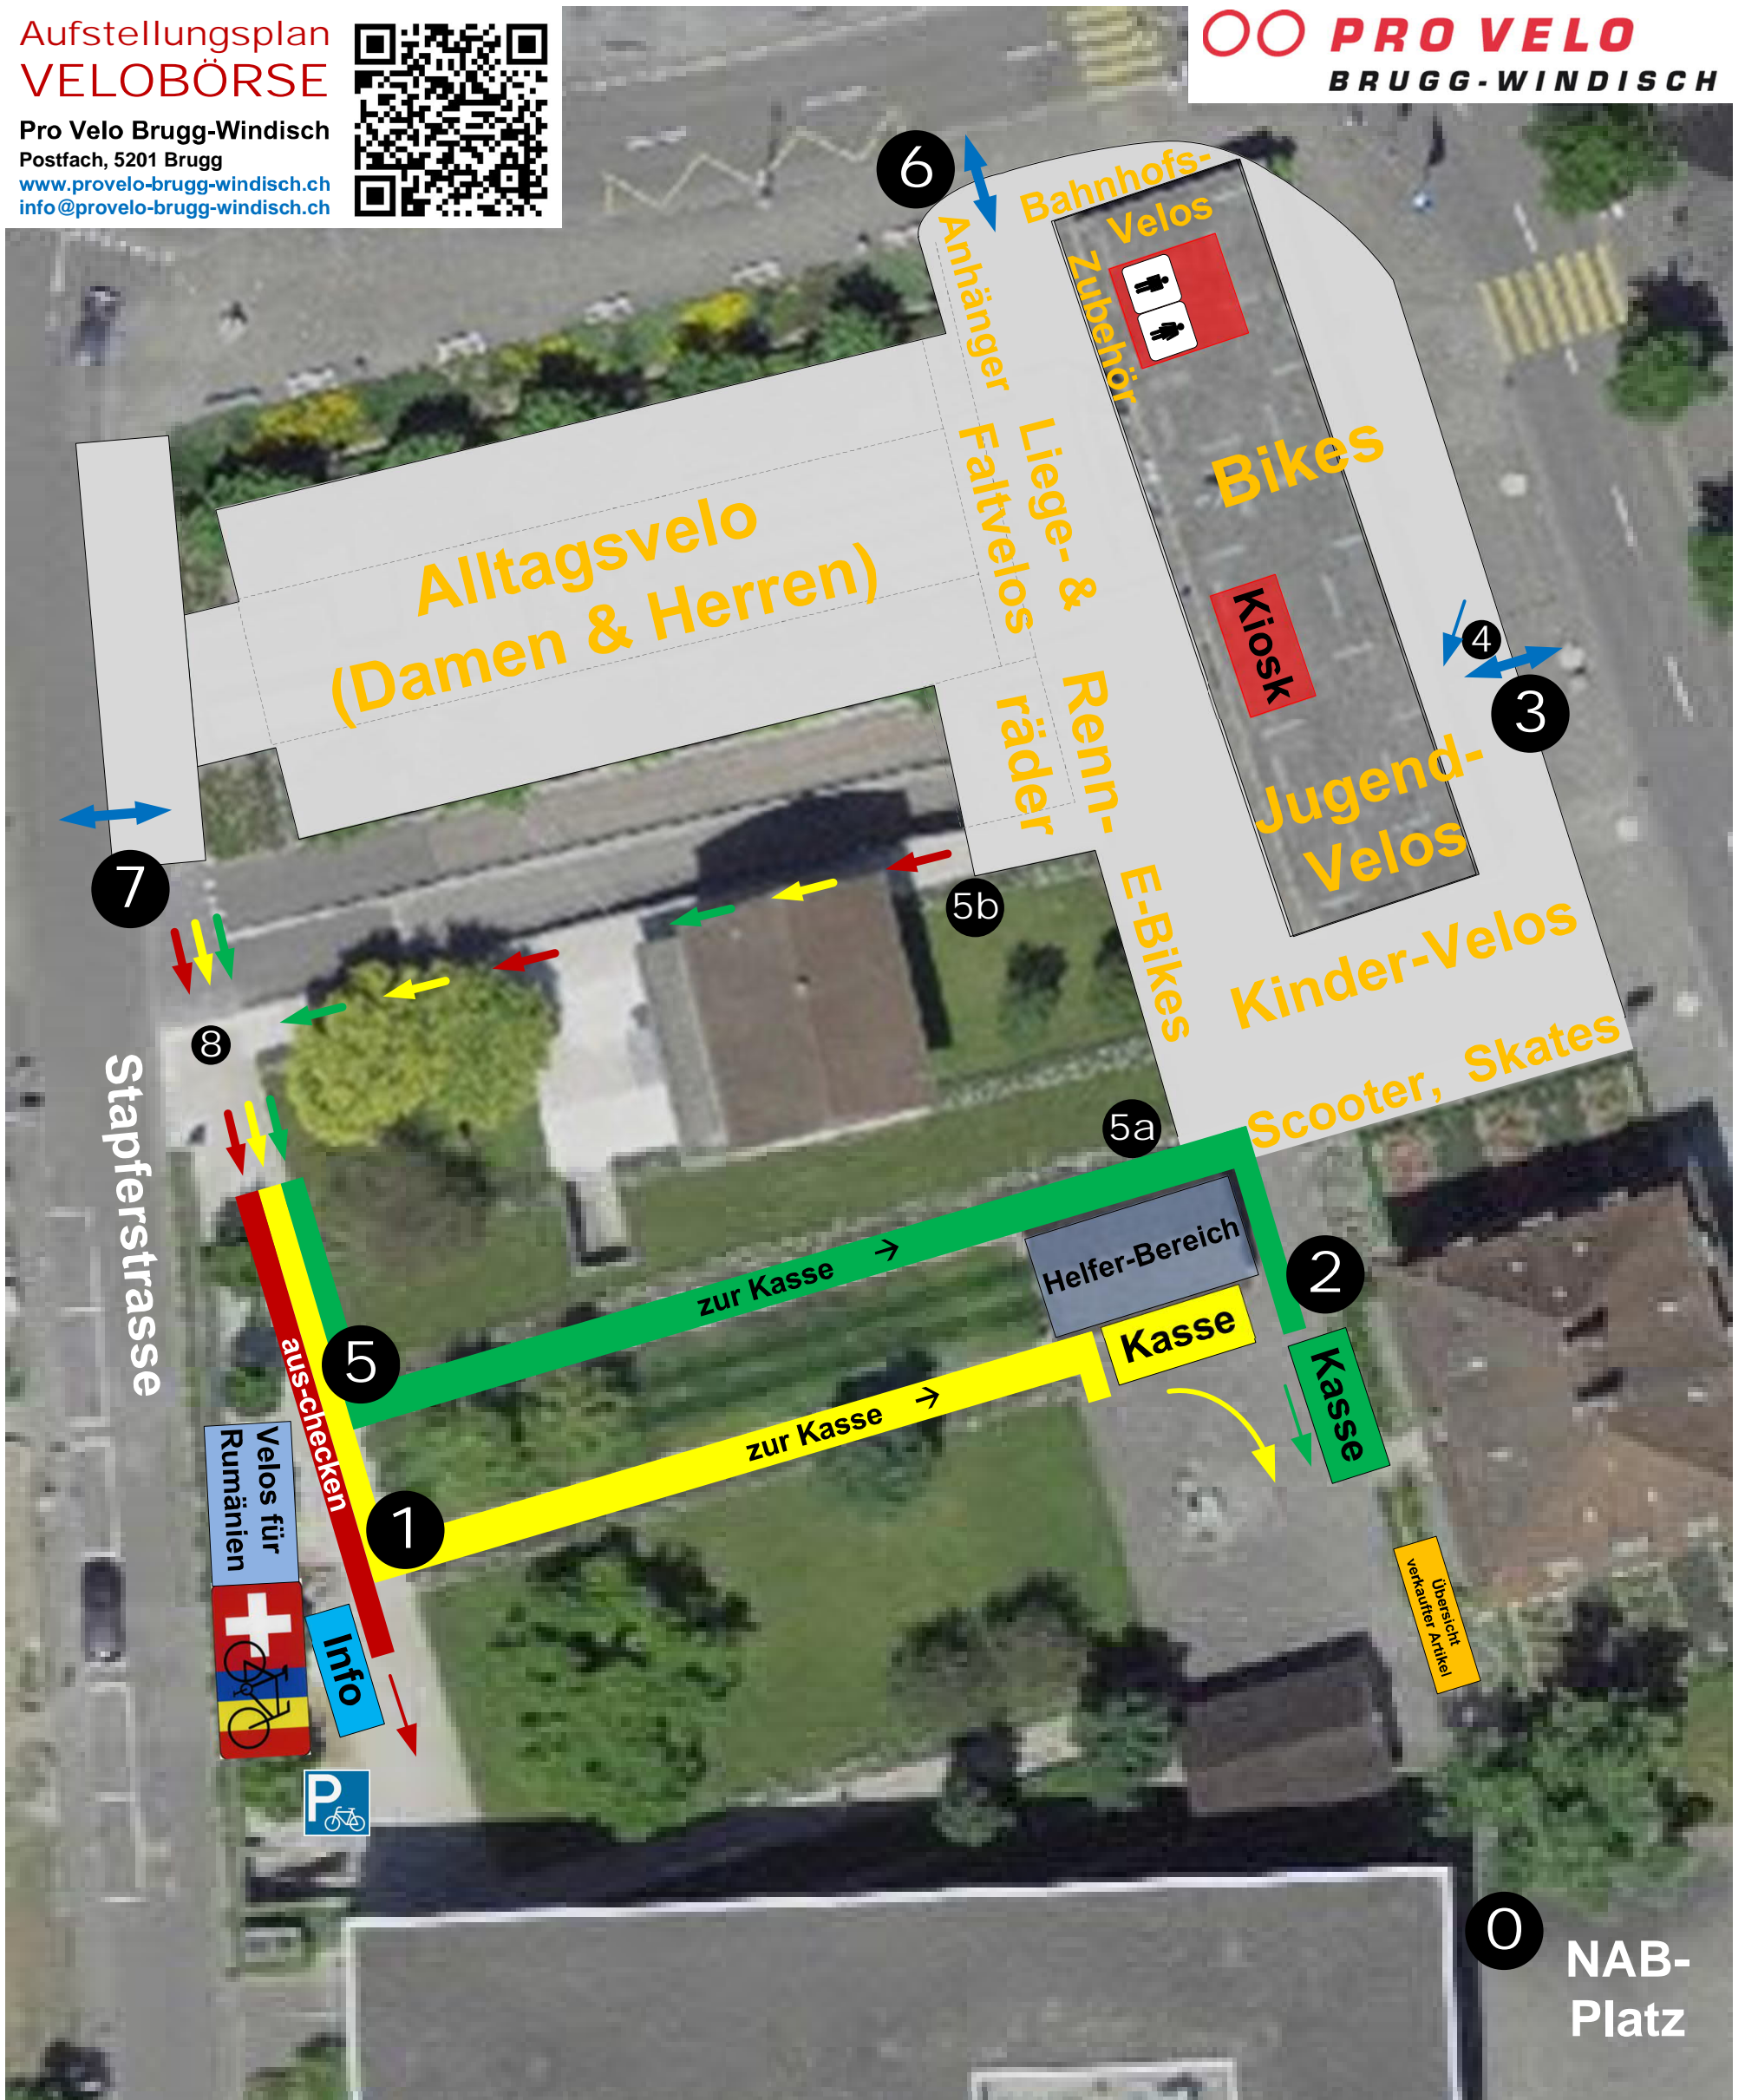 Aufstellungsplan
VELOBÖRSE
Pro Velo Brugg-Windisch
Postfach, 5201 Brugg
www.provelo-brugg-windisch.ch
info@provelo-brugg-windisch.ch
PRO VELO
BRUGG-WINDISCH
6
Bahnhofs-
Velos
Anhänger
Zubehör
Liege- &
Faltvelos
Bikes
Alltagsvelo
(Damen & Herren)
Kiosk
4
3
Renn-
räder
Jugend-
Velos
7
5b
E-Bikes
Kinder-Velos
8
Scooter, Skates
5a
Stapferstrasse
zur Kasse →
Helfer-Bereich
2
Kasse
5
aus-checken
zur Kasse →
Kasse
Velos für
Rumänien
1
Info
Übersicht
verkaufter Artikel
P
0
NAB-
Platz